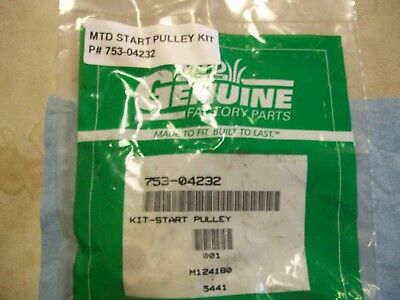 MTD START PULLEY KIT
P# 753-04232
GENUINE
FACTORY PARTS
MADE TO FIT. BUILT TO LAST.™
753-04232
KIT-START PULLEY
001
M124180
5441